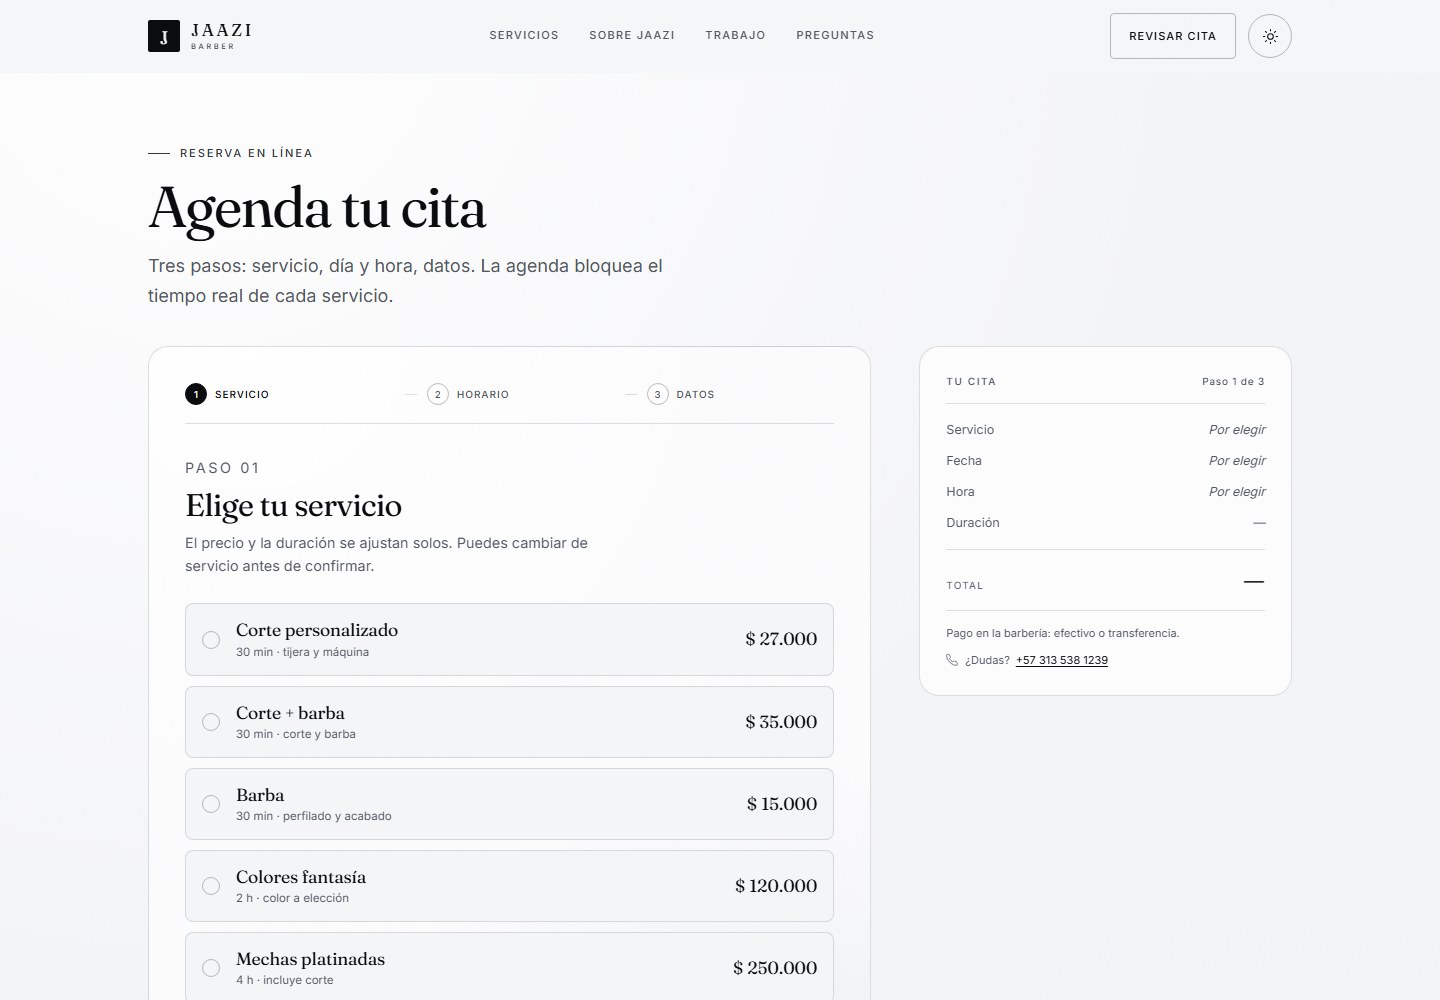 J
JAAZI
BARBER
SERVICIOS
SOBRE JAAZI
TRABAJO
PREGUNTAS
REVISAR CITA
RESERVA EN LÍNEA
Agenda tu cita
Tres pasos: servicio, día y hora, datos. La agenda bloquea el
tiempo real de cada servicio.
1 SERVICIO
2 HORARIO
3 DATOS
PASO 01
Elige tu servicio
El precio y la duración se ajustan solos. Puedes cambiar de
servicio antes de confirmar.
Corte personalizado
30 min · tijera y máquina
$ 27.000
Corte + barba
30 min · corte y barba
$ 35.000
Barba
30 min · perfilado y acabado
$ 15.000
Colores fantasía
2 h · color a elección
$ 120.000
Mechas platinadas
4 h · incluye corte
$ 250.000
TU CITA
Paso 1 de 3
Servicio
Por elegir
Fecha
Por elegir
Hora
Por elegir
Duración
—
TOTAL
—
Pago en la barbería: efectivo o transferencia.
¿Dudas? +57 313 538 1239